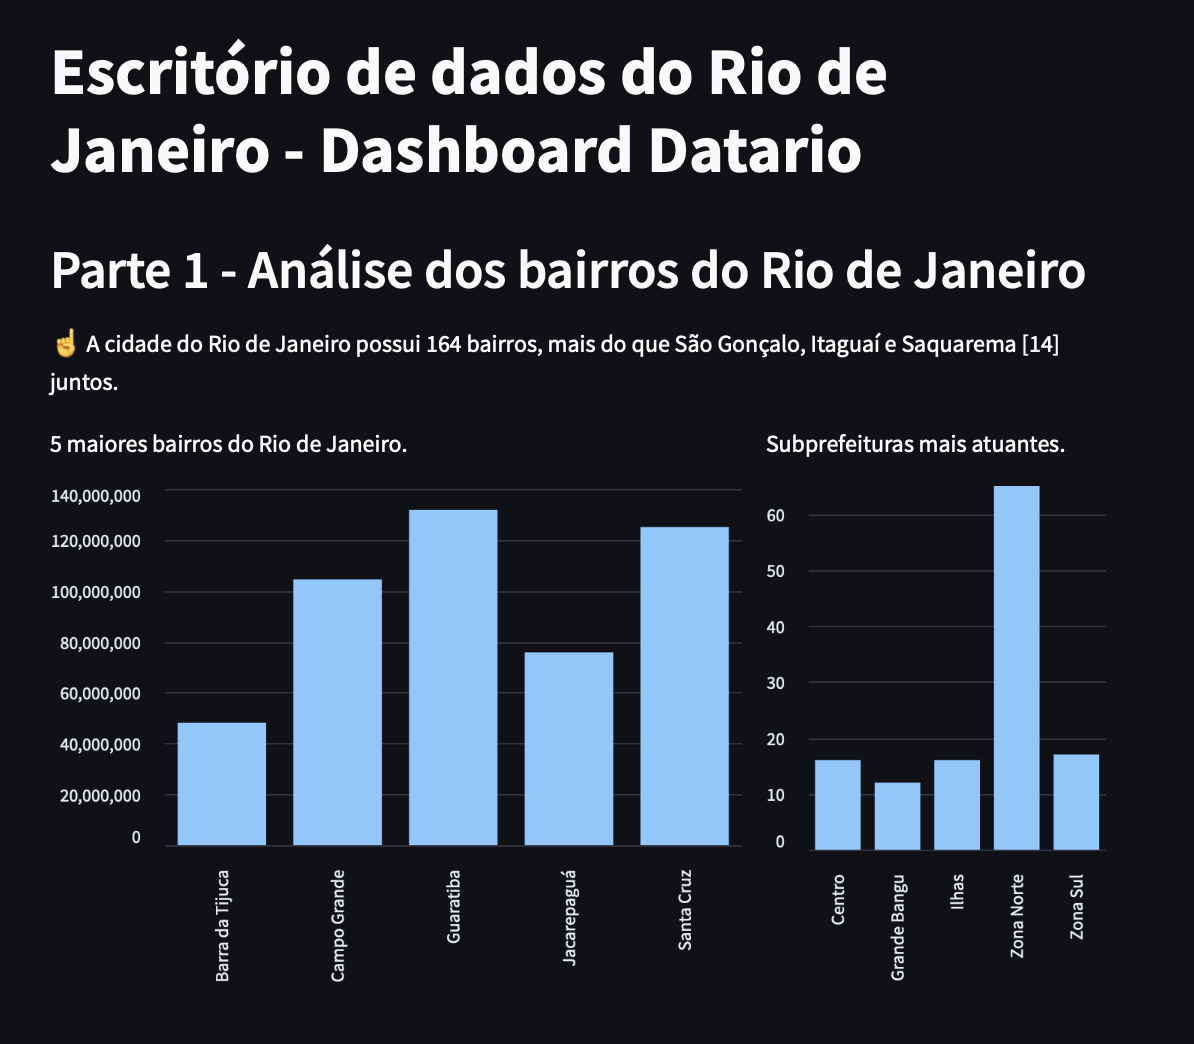 Escritório de dados do Rio de
Janeiro - Dashboard Datario
Parte 1 - Análise dos bairros do Rio de Janeiro
☝️ A cidade do Rio de Janeiro possui 164 bairros, mais do que São Gonçalo, Itaguaí e Saquarema [14]
juntos.
5 maiores bairros do Rio de Janeiro.
140,000,000
120,000,000
100,000,000
80,000,000
60,000,000
40,000,000
20,000,000
0
Barra da Tijuca
Campo Grande
Guaratiba
Jacarepaguá
Santa Cruz
Subprefeituras mais atuantes.
60
50
40
30
20
10
0
Centro
Grande Bangu
Ilhas
Zona Norte
Zona Sul